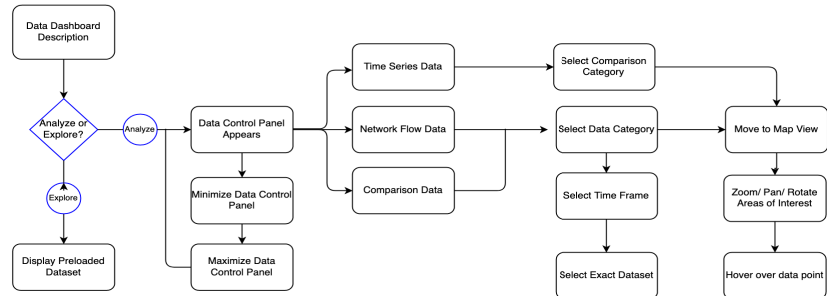 Data Dashboard
Description
Analyze or
Explore?
Analyze
Explore
Display Preloaded
Dataset
Data Control Panel
Appears
Minimize Data Control
Panel
Maximize Data
Control Panel
Time Series Data
Network Flow Data
Comparison Data
Select Comparison
Category
Select Data Category
Select Time Frame
Select Exact Dataset
Move to Map View
Zoom/ Pan/ Rotate
Areas of Interest
Hover over data point